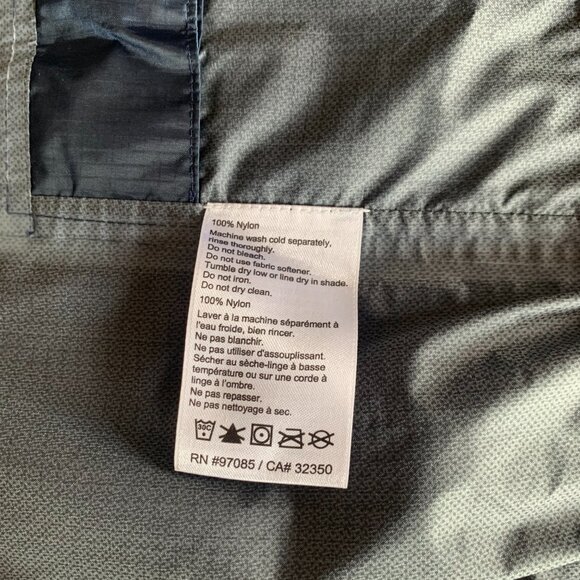 100% Nylon
Machine wash cold separately,
rinse thoroughly.
Do not bleach.
Do not use fabric softener.
Tumble dry low or line dry in shade.
Do not iron.
Do not dry clean.
100% Nylon
Laver à la machine séparément à
l'eau froide, bien rincer.
Ne pas blanchir.
Ne pas utiliser d'assouplissant.
Sécher au sèche-linge à basse
température ou sur une corde à
linge à l'ombre.
Ne pas repasser.
Ne pas nettoyage à sec.
30C
RN #97085 / CA# 32350